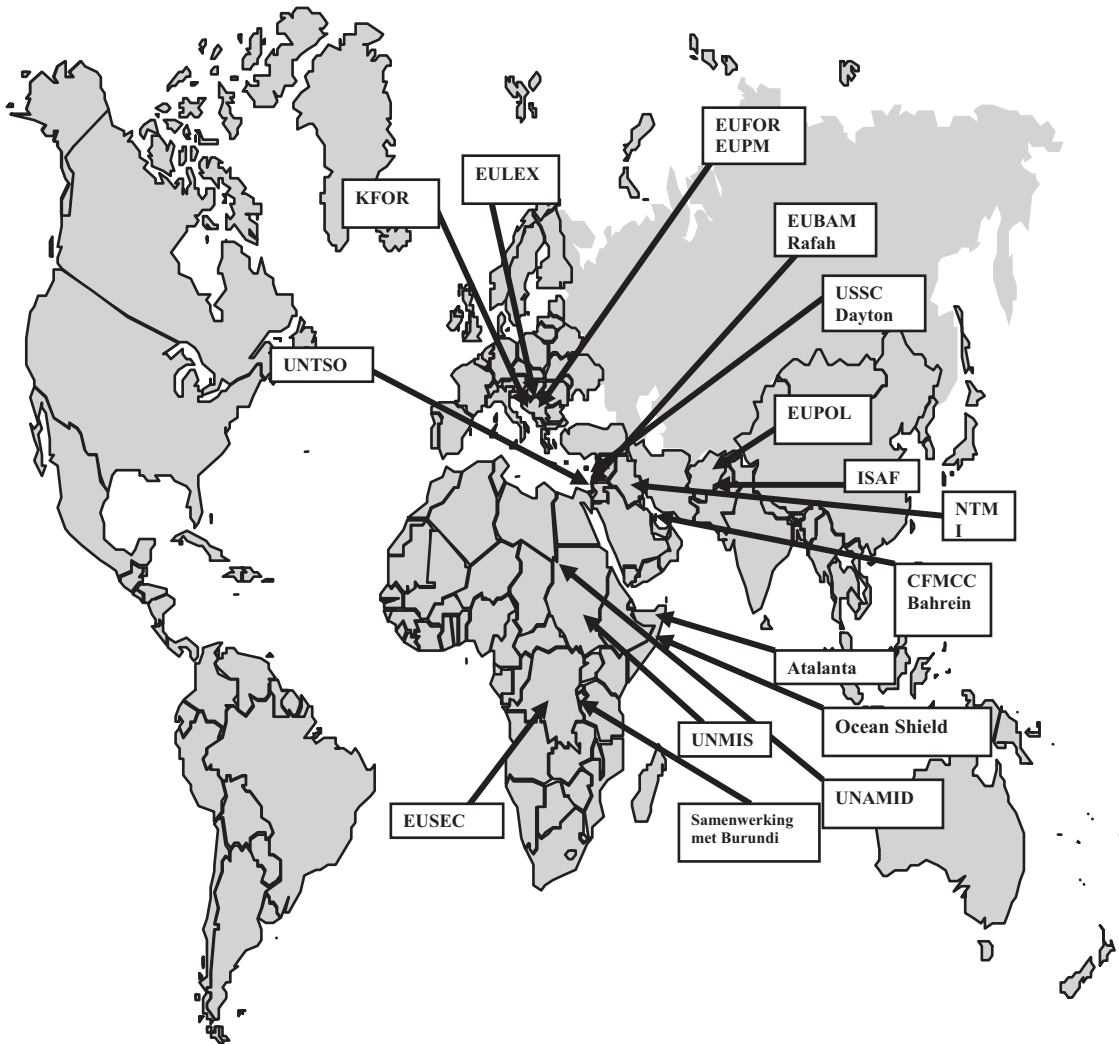 EUFOR
EUPM
EULEX
KFOR
EUBAM
Rafah
USSC
Dayton
UNTSO
EUPOL
ISAF
NTM
I
CFMCC
Bahrein
Atalanta
Ocean Shield
UNMIS
UNAMID
EUSEC
Samenwerking
met Burundi